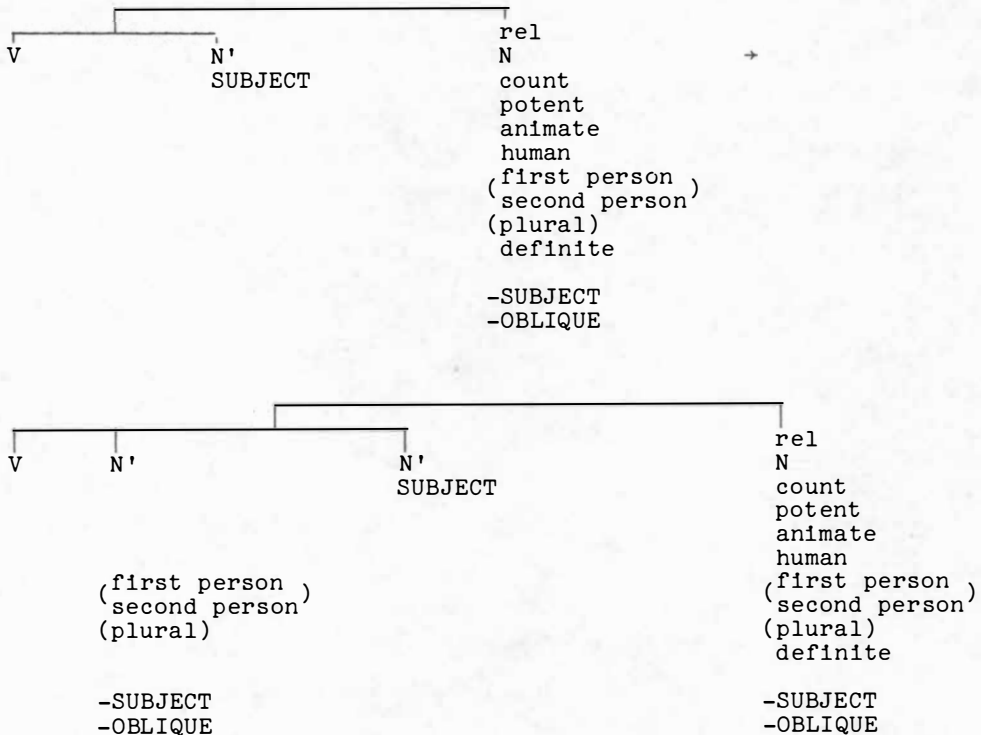 rel
V N' N →
SUBJECT count
potent
animate
human
(first person)
(second person)
(plural)
definite
-SUBJECT
-OBLIQUE
rel
V N' N' N
SUBJECT count
potent
animate
human
(first person) (first person)
(second person) (second person)
(plural) (plural)
definite
-SUBJECT -SUBJECT
-OBLIQUE -OBLIQUE